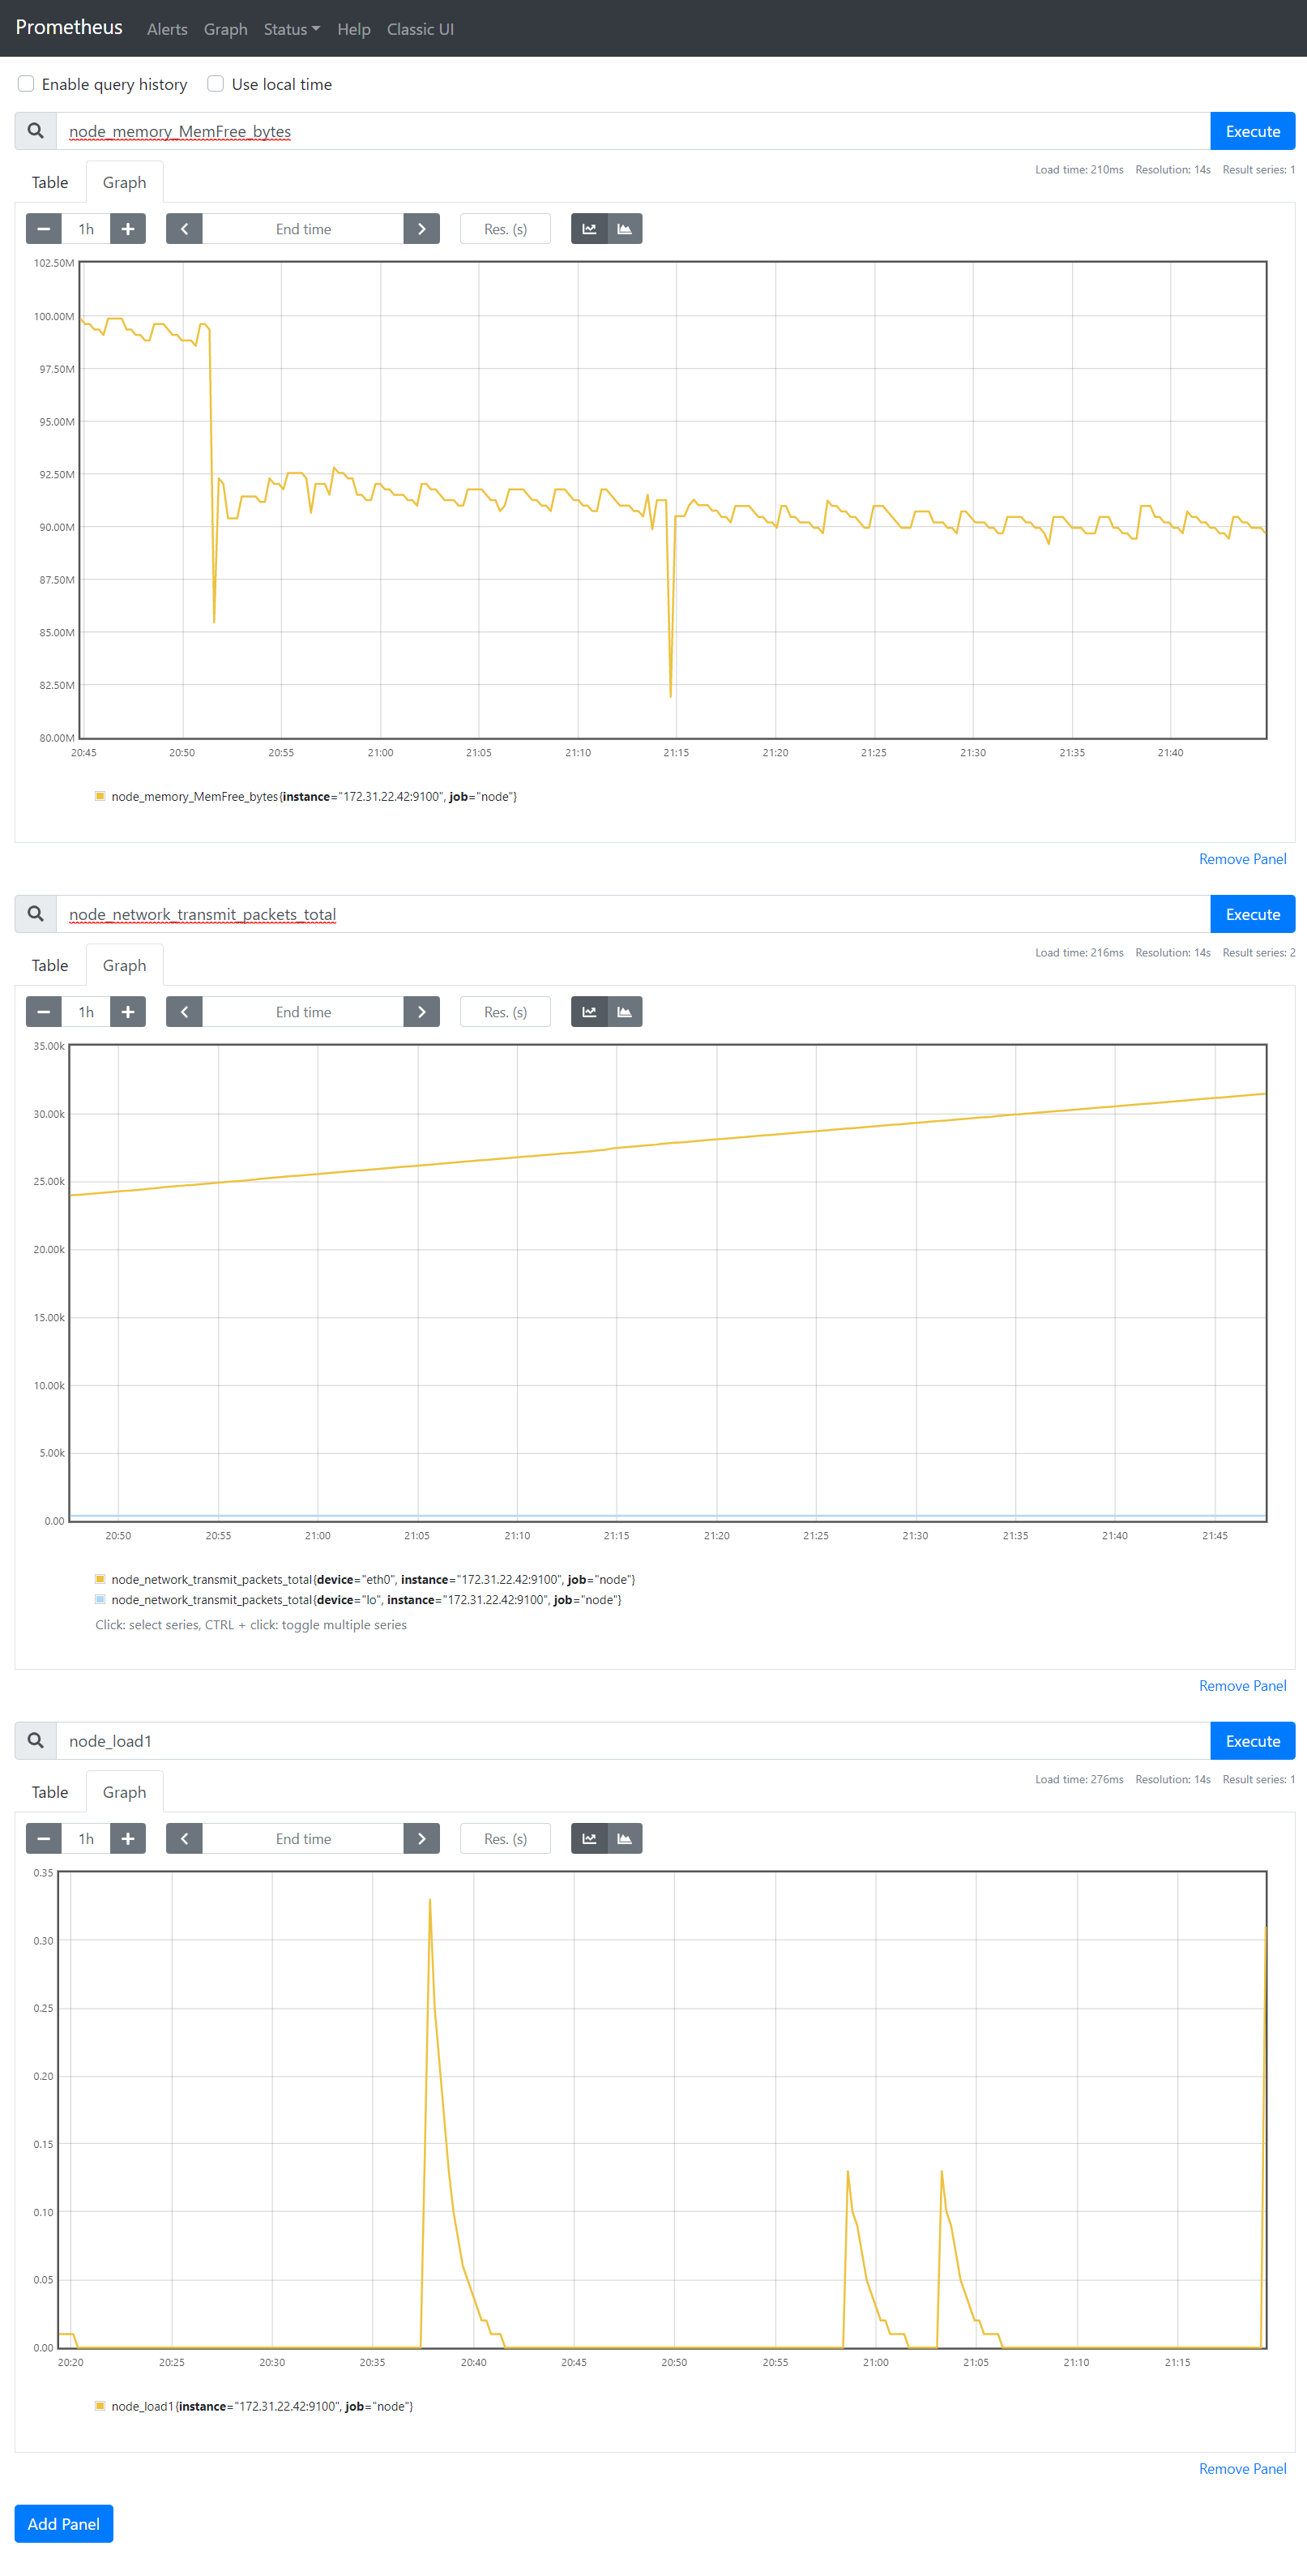 Prometheus Alerts Graph Status Help Classic UI
Enable query history Use local time
node_memory_MemFree_bytes Execute
Load time: 210ms Resolution: 14s Result series: 1
Table Graph
1h End time Res. (s)
102.50M
100.00M
97.50M
95.00M
92.50M
90.00M
87.50M
85.00M
82.50M
80.00M
20:45 20:50 20:55 21:00 21:05 21:10 21:15 21:20 21:25 21:30 21:35 21:40
node_memory_MemFree_bytes{instance="172.31.22.42:9100", job="node"}
Remove Panel
node_network_transmit_packets_total Execute
Load time: 216ms Resolution: 14s Result series: 2
Table Graph
1h End time Res. (s)
35.00k
30.00k
25.00k
20.00k
15.00k
10.00k
5.00k
0.00
20:50 20:55 21:00 21:05 21:10 21:15 21:20 21:25 21:30 21:35 21:40 21:45
node_network_transmit_packets_total{device="eth0", instance="172.31.22.42:9100", job="node"}
node_network_transmit_packets_total{device="lo", instance="172.31.22.42:9100", job="node"}
Click: select series, CTRL + click: toggle multiple series
Remove Panel
node_load1 Execute
Load time: 276ms Resolution: 14s Result series: 1
Table Graph
1h End time Res. (s)
0.35
0.30
0.25
0.20
0.15
0.10
0.05
0.00
20:20 20:25 20:30 20:35 20:40 20:45 20:50 20:55 21:00 21:05 21:10 21:15
node_load1{instance="172.31.22.42:9100", job="node"}
Remove Panel
Add Panel